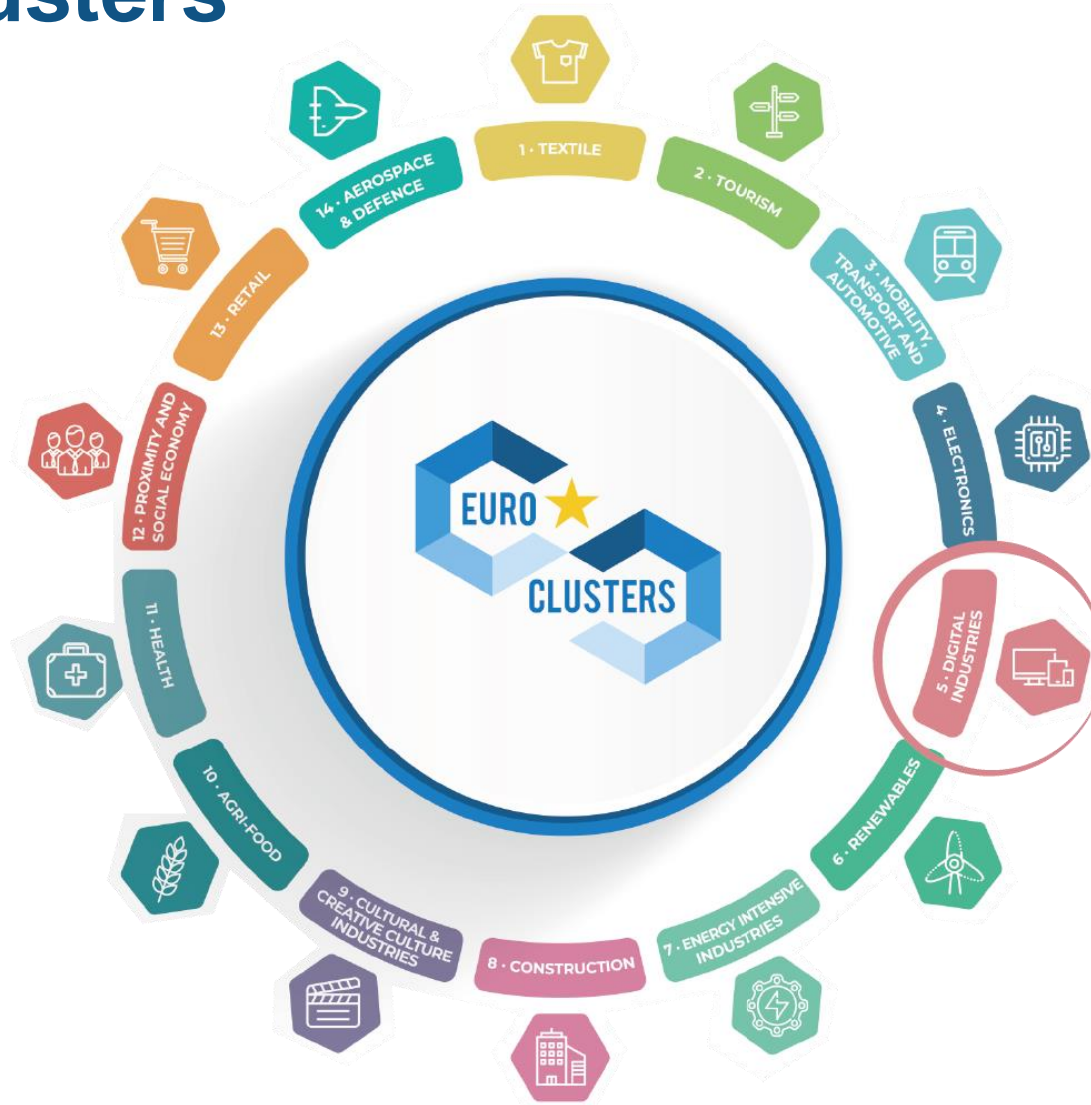 usters
1 · TEXTILE
2 · TOURISM
3 · MOBILITY,
TRANSPORT AND
AUTOMOTIVE
4 · ELECTRONICS
5 · DIGITAL
INDUSTRIES
6 · RENEWABLES
7 · ENERGY INTENSIVE
INDUSTRIES
8 · CONSTRUCTION
9 · CULTURAL &
CREATIVE CULTURE
INDUSTRIES
10 · AGRI-FOOD
11 · HEALTH
12 · PROXIMITY AND
SOCIAL ECONOMY
13 · RETAIL
14 · AEROSPACE
& DEFENCE
EURO
CLUSTERS